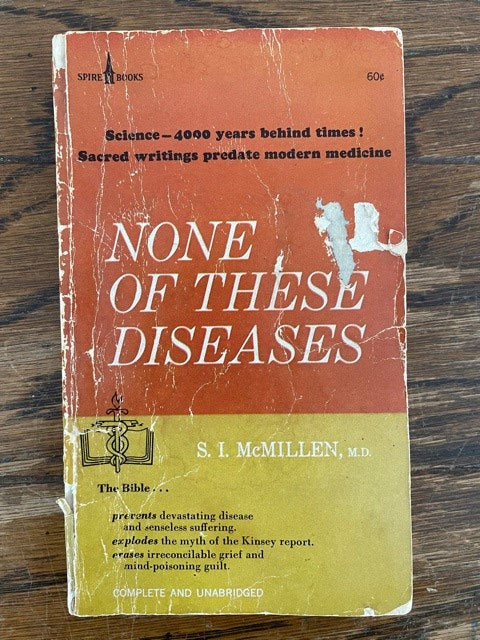 SPIRE BOOKS
60¢
Science—4000 years behind times!
Sacred writings predate modern medicine
NONE
OF THESE
DISEASES
S. I. McMILLEN, M.D.
The Bible . . .
prevents devastating disease
and senseless suffering.
explodes the myth of the Kinsey report.
erases irreconcilable grief and
mind-poisoning guilt.
COMPLETE AND UNABRIDGED